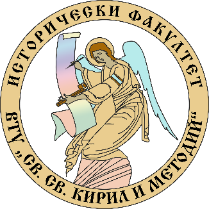 ИСТОРИЧЕСКИ ФАКУЛТЕТ
ВТУ „СВ. СВ. КИРИЛ И МЕТОДИЙ“